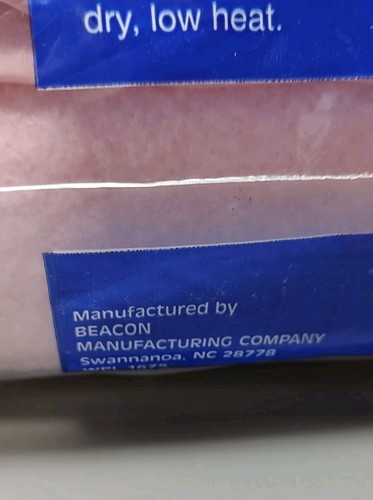 dry, low heat.
Manufactured by
BEACON
MANUFACTURING COMPANY
Swannanoa, NC 28778